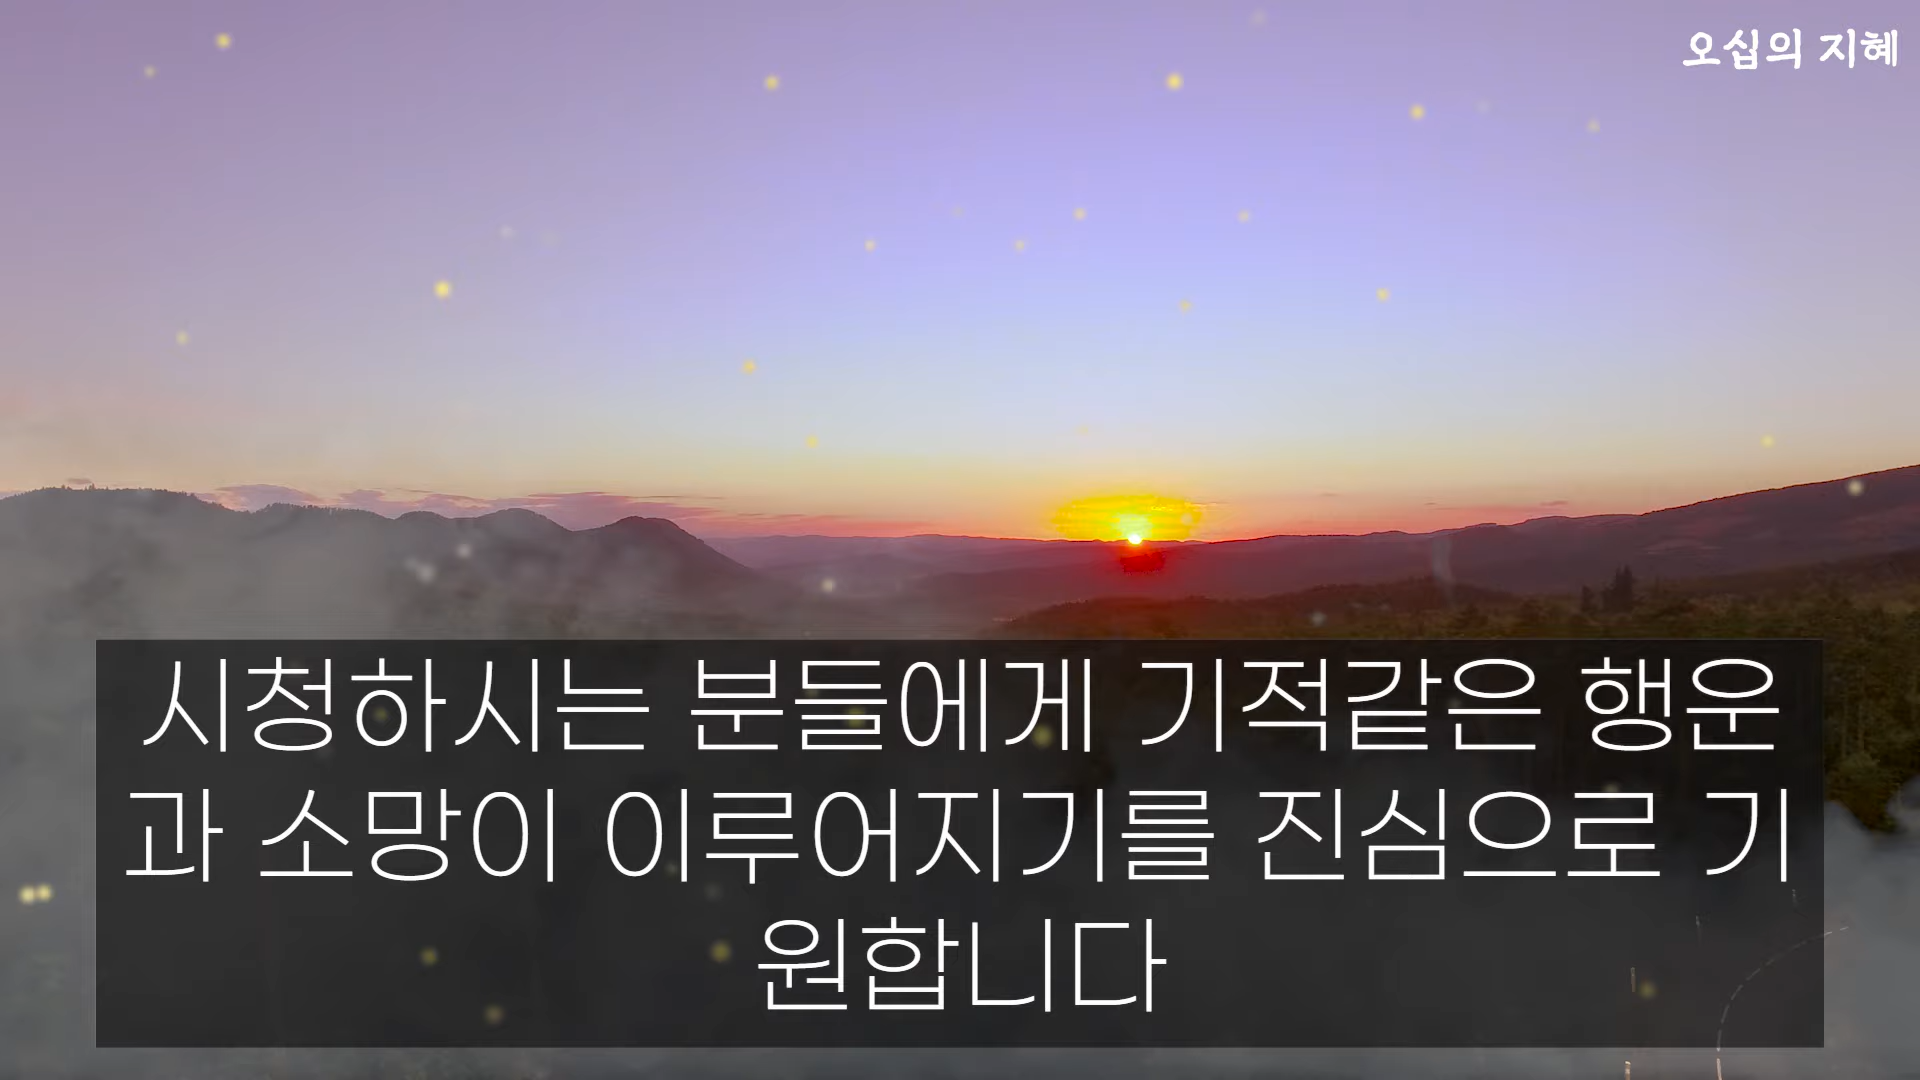 오십의 지혜
시청하시는 분들에게 기적같은 행운
과 소망이 이루어지기를 진심으로 기
원합니다